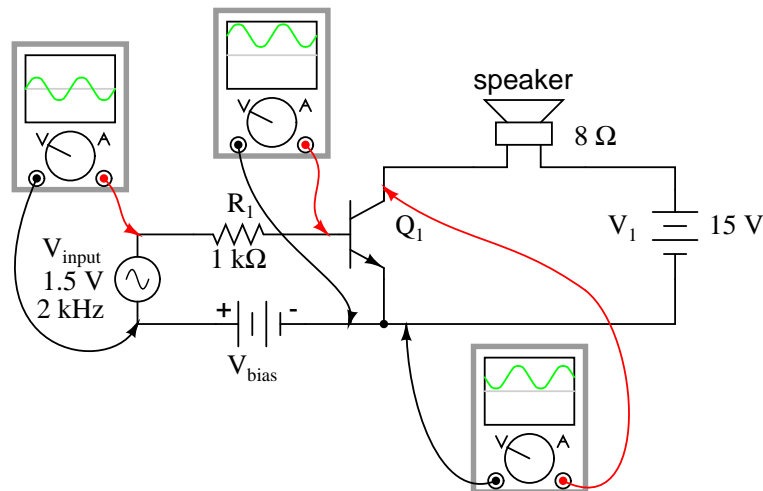 V A
V A
speaker
8 Ω
R1
1 kΩ
Q1
V1 15 V
Vinput
1.5 V
2 kHz
+ -
Vbias
V A